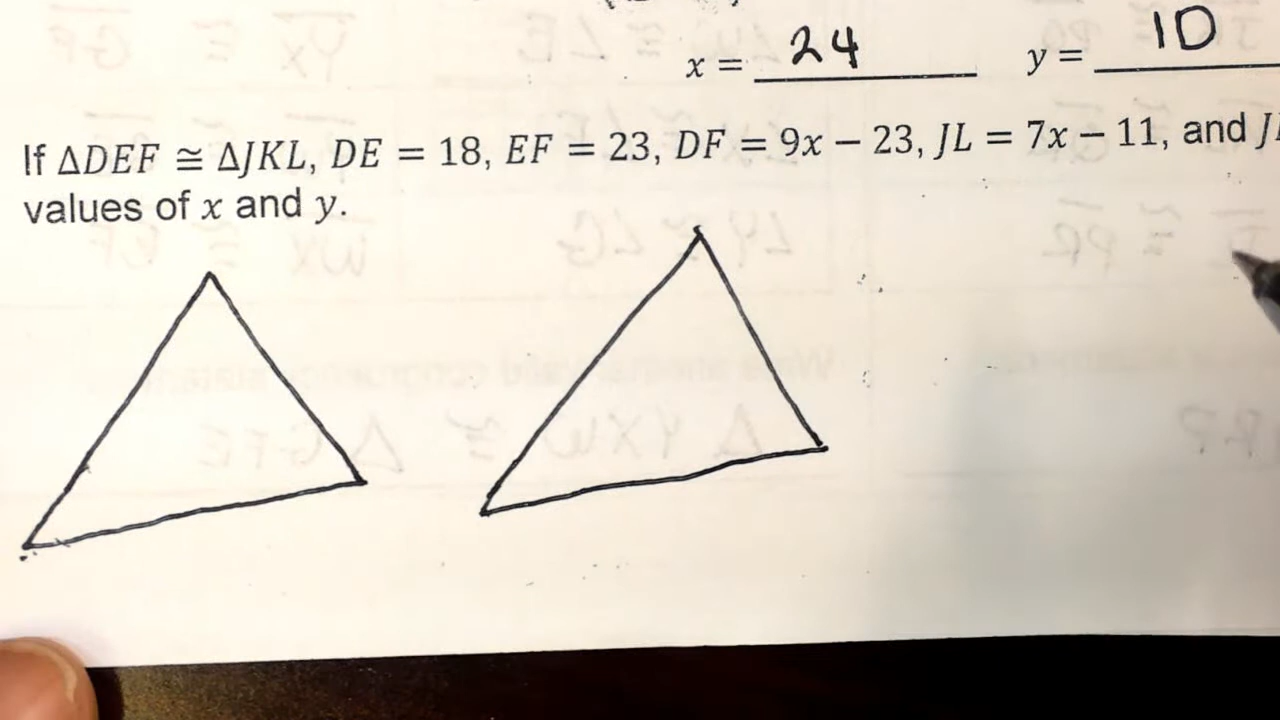 x = 24 y = 10
If ΔDEF ≅ ΔJKL, DE = 18, EF = 23, DF = 9x – 23, JL = 7x – 11, and
values of x and y.